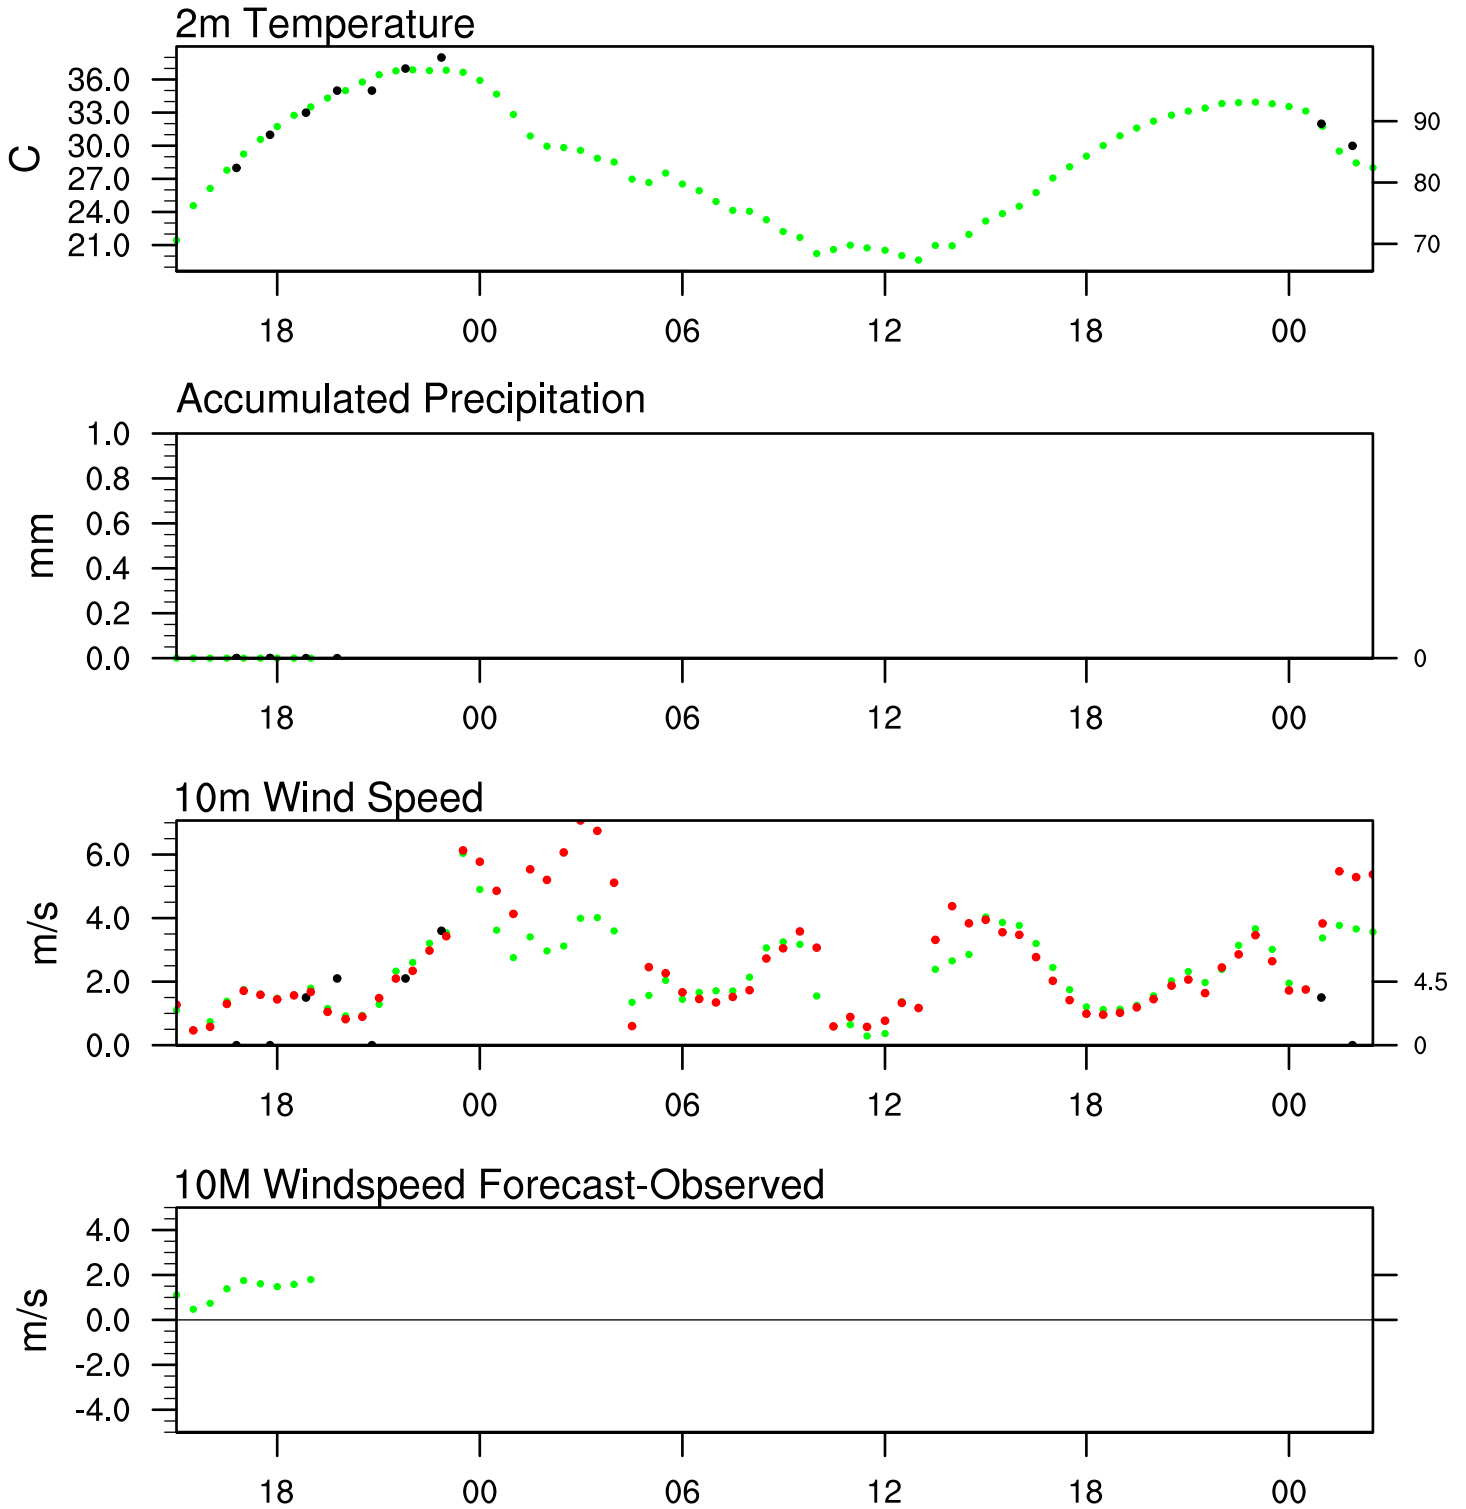 2m Temperature
36.0
33.0
30.0
27.0
24.0
21.0
C
90
80
70
18 00 06 12 18 00
Accumulated Precipitation
1.0
0.8
0.6
0.4
0.2
0.0
mm
0
18 00 06 12 18 00
10m Wind Speed
6.0
4.0
2.0
0.0
m/s
4.5
0
18 00 06 12 18 00
10M Windspeed Forecast-Observed
4.0
2.0
0.0
-2.0
-4.0
m/s
18 00 06 12 18 00